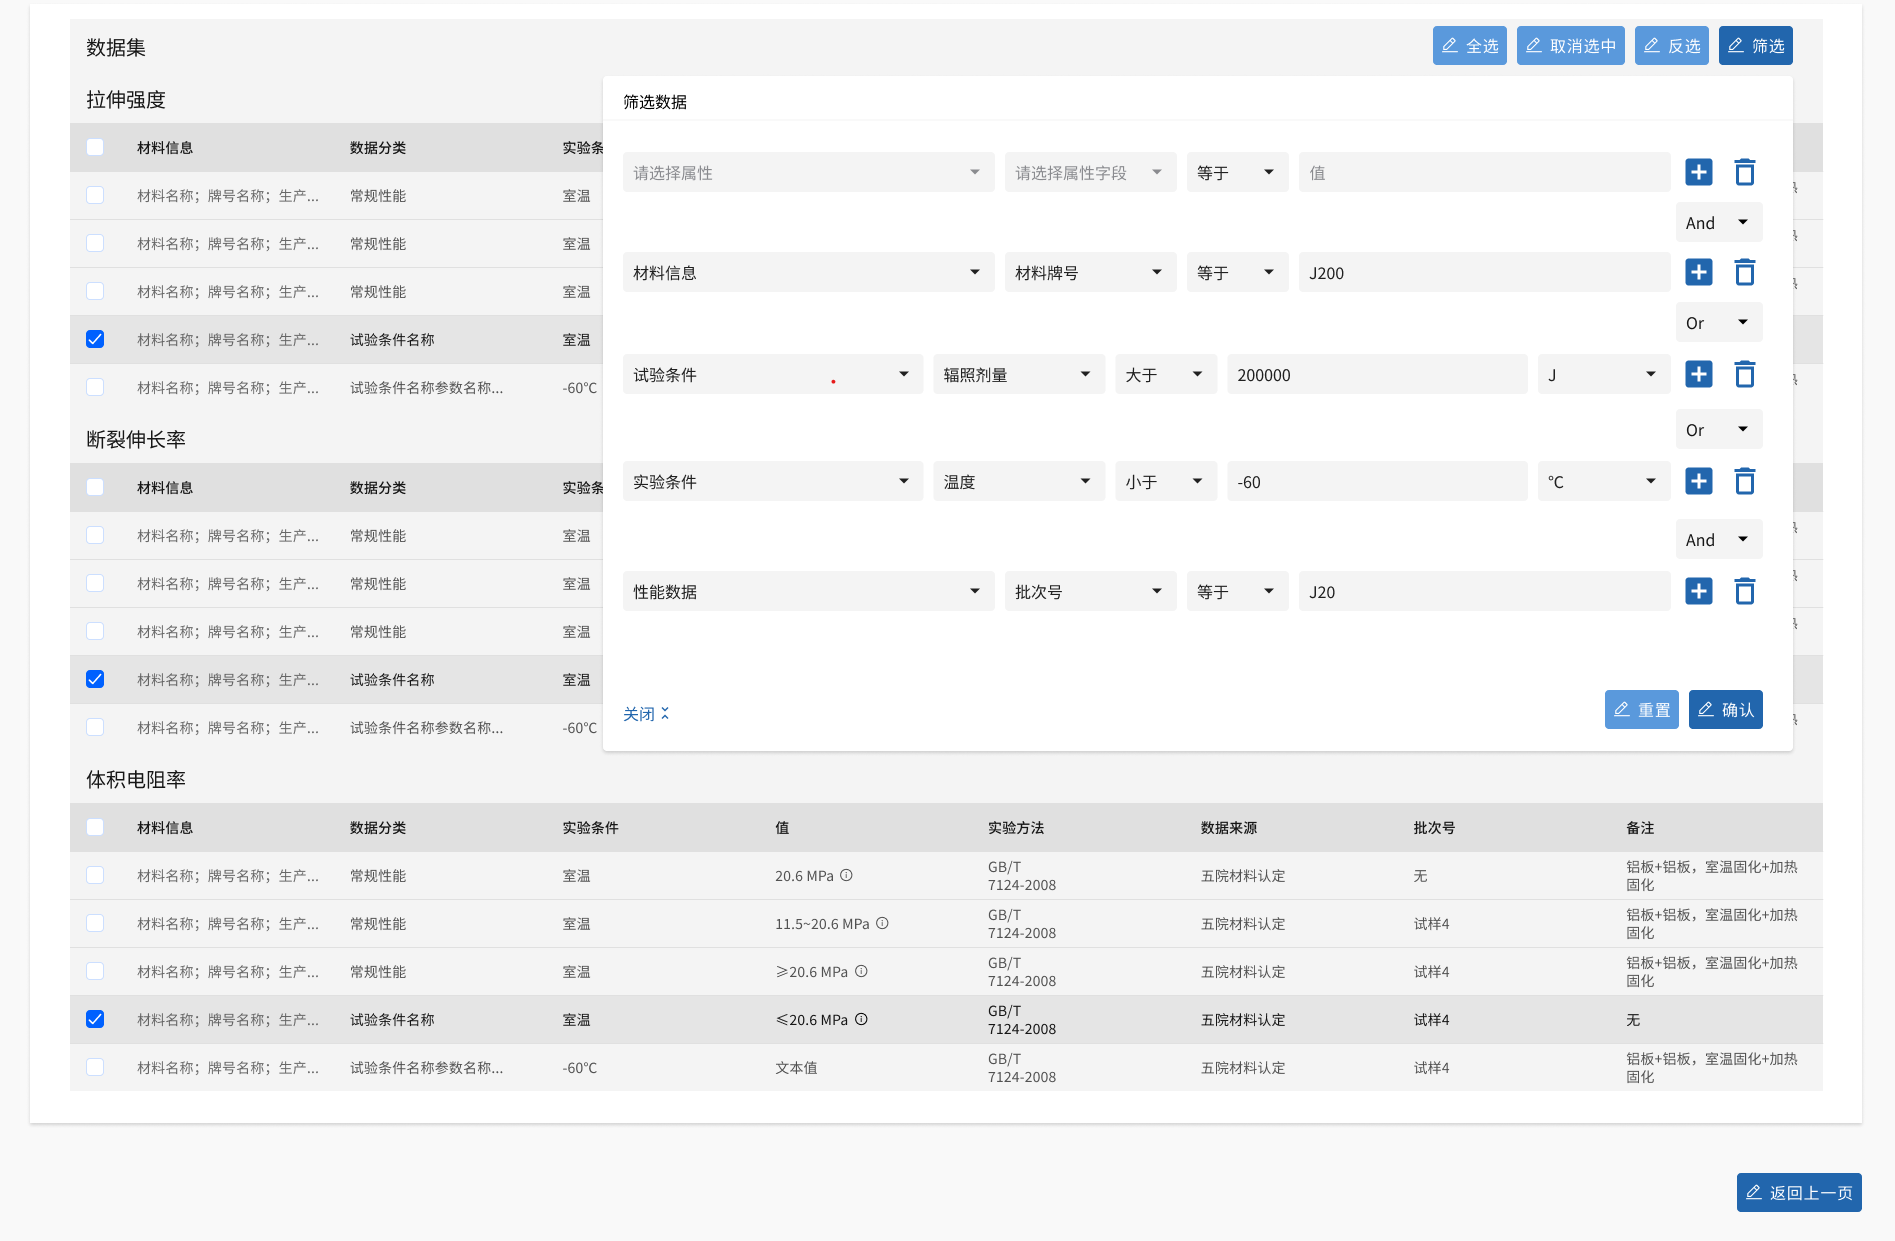 数据集
全选
取消选中
反选
筛选
拉伸强度
筛选数据
材料信息 数据分类 实验条
请选择属性 请选择属性字段 等于 值
材料名称；牌号名称；生产... 常规性能 室温
And
材料名称；牌号名称；生产... 常规性能 室温
材料信息 材料牌号 等于 J200
材料名称；牌号名称；生产... 常规性能 室温
Or
材料名称；牌号名称；生产... 试验条件名称 室温
试验条件 辐照剂量 大于 200000 J
材料名称；牌号名称；生产... 试验条件名称参数名称... -60℃
Or
断裂伸长率
材料信息 数据分类 实验条
实验条件 温度 小于 -60 ℃
材料名称；牌号名称；生产... 常规性能 室温
And
材料名称；牌号名称；生产... 常规性能 室温
性能数据 批次号 等于 J20
材料名称；牌号名称；生产... 常规性能 室温
材料名称；牌号名称；生产... 试验条件名称 室温
材料名称；牌号名称；生产... 试验条件名称参数名称... -60℃
关闭
重置
确认
体积电阻率
材料信息 数据分类 实验条件 值 实验方法 数据来源 批次号 备注
材料名称；牌号名称；生产... 常规性能 室温 20.6 MPa GB/T 7124-2008 五院材料认定 无 铝板+铝板，室温固化+加热固化
材料名称；牌号名称；生产... 常规性能 室温 11.5~20.6 MPa GB/T 7124-2008 五院材料认定 试样4 铝板+铝板，室温固化+加热固化
材料名称；牌号名称；生产... 常规性能 室温 ⩾20.6 MPa GB/T 7124-2008 五院材料认定 试样4 铝板+铝板，室温固化+加热固化
材料名称；牌号名称；生产... 试验条件名称 室温 ⩽20.6 MPa GB/T 7124-2008 五院材料认定 试样4 无
材料名称；牌号名称；生产... 试验条件名称参数名称... -60℃ 文本值 GB/T 7124-2008 五院材料认定 试样4 铝板+铝板，室温固化+加热固化
返回上一页